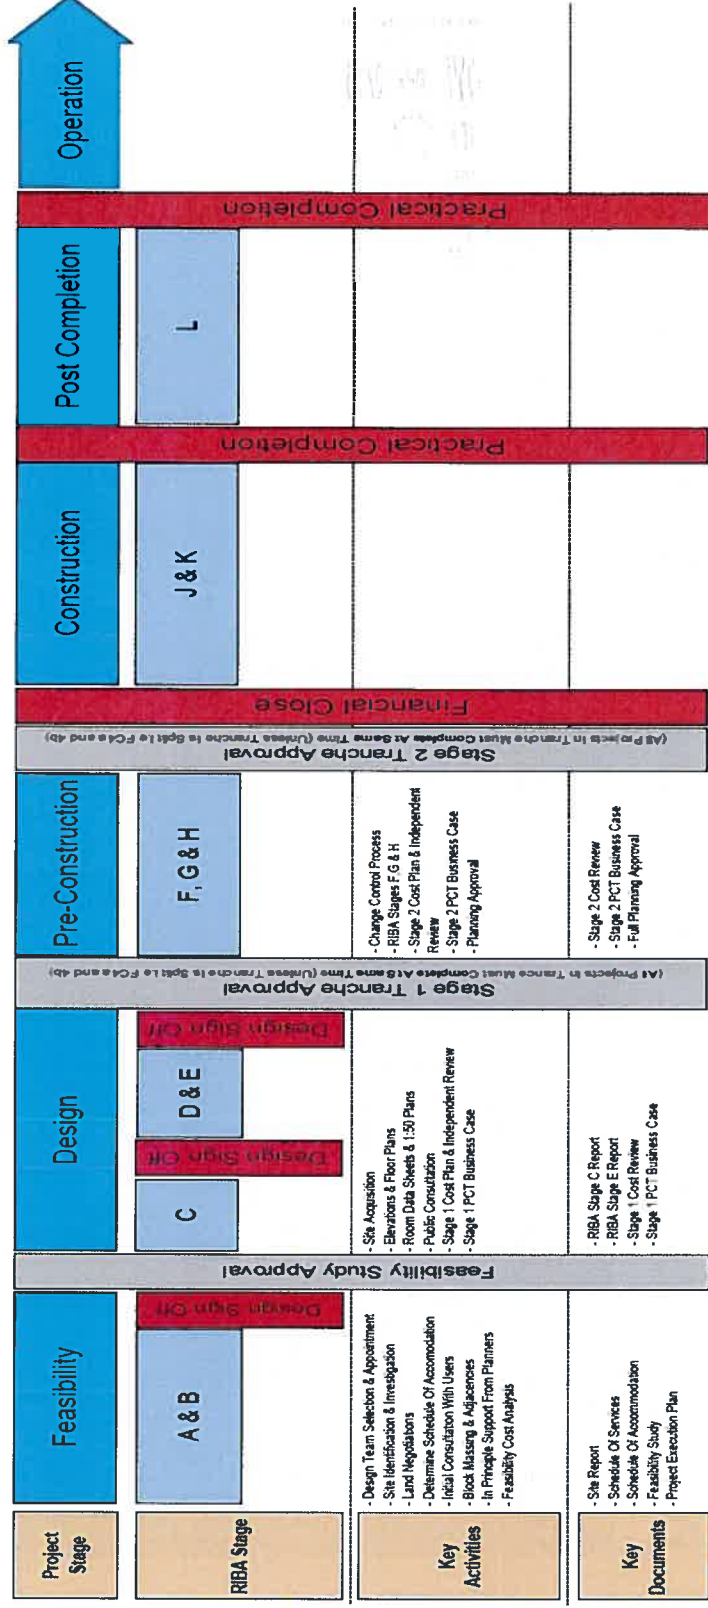 Project
Stage
Feasibility
Design
Pre-Construction
Construction
Post Completion
Operation
RIBA Stage
A & B
Design Sign Off
Feasibility Study Approval
C
Design Sign Off
D & E
Design Sign Off
Stage 1 Tranche Approval
(All Projects In Trance Must Complete At Same Time (Unless Tranche Is Split i.e FC4a and 4b)
F, G & H
Stage 2 Tranche Approval
(All Projects In Tranche Must Complete At Same Time (Unless Tranche Is Split i.e FC4a and 4b)
Financial Close
J & K
Practical Completion
L
Practical Completion
Key
Activities
- Design Team Selection & Appointment
- Site Identification & Investigation
- Land Negotiations
- Determine Schedule Of Accomodation
- Initial Consultation With Users
- Block Massing & Adjacences
- In Principle Support From Planners
- Feasibility Cost Analysis
- Site Acquisition
- Elevations & Floor Plans
- Room Data Sheets & 1:50 Plans
- Public Consultation
- Stage 1 Cost Plan & Independent Review
- Stage 1 PCT Business Case
- Change Control Process
- RIBA Stages F,G & H
- Stage 2 Cost Plan & Independent
Review
- Stage 2 PCT Business Case
- Planning Approval
Key
Documents
- Site Report
- Schedule Of Services
- Schedule Of Accommodation
- Feasibility Study
- Project Execution Plan
- RIBA Stage C Report
- RIBA Stage E Report
- Stage 1 Cost Review
- Stage 1 PCT Business Case
- Stage 2 Cost Review
- Stage 2 PCT Business Case
- Full Planning Approval